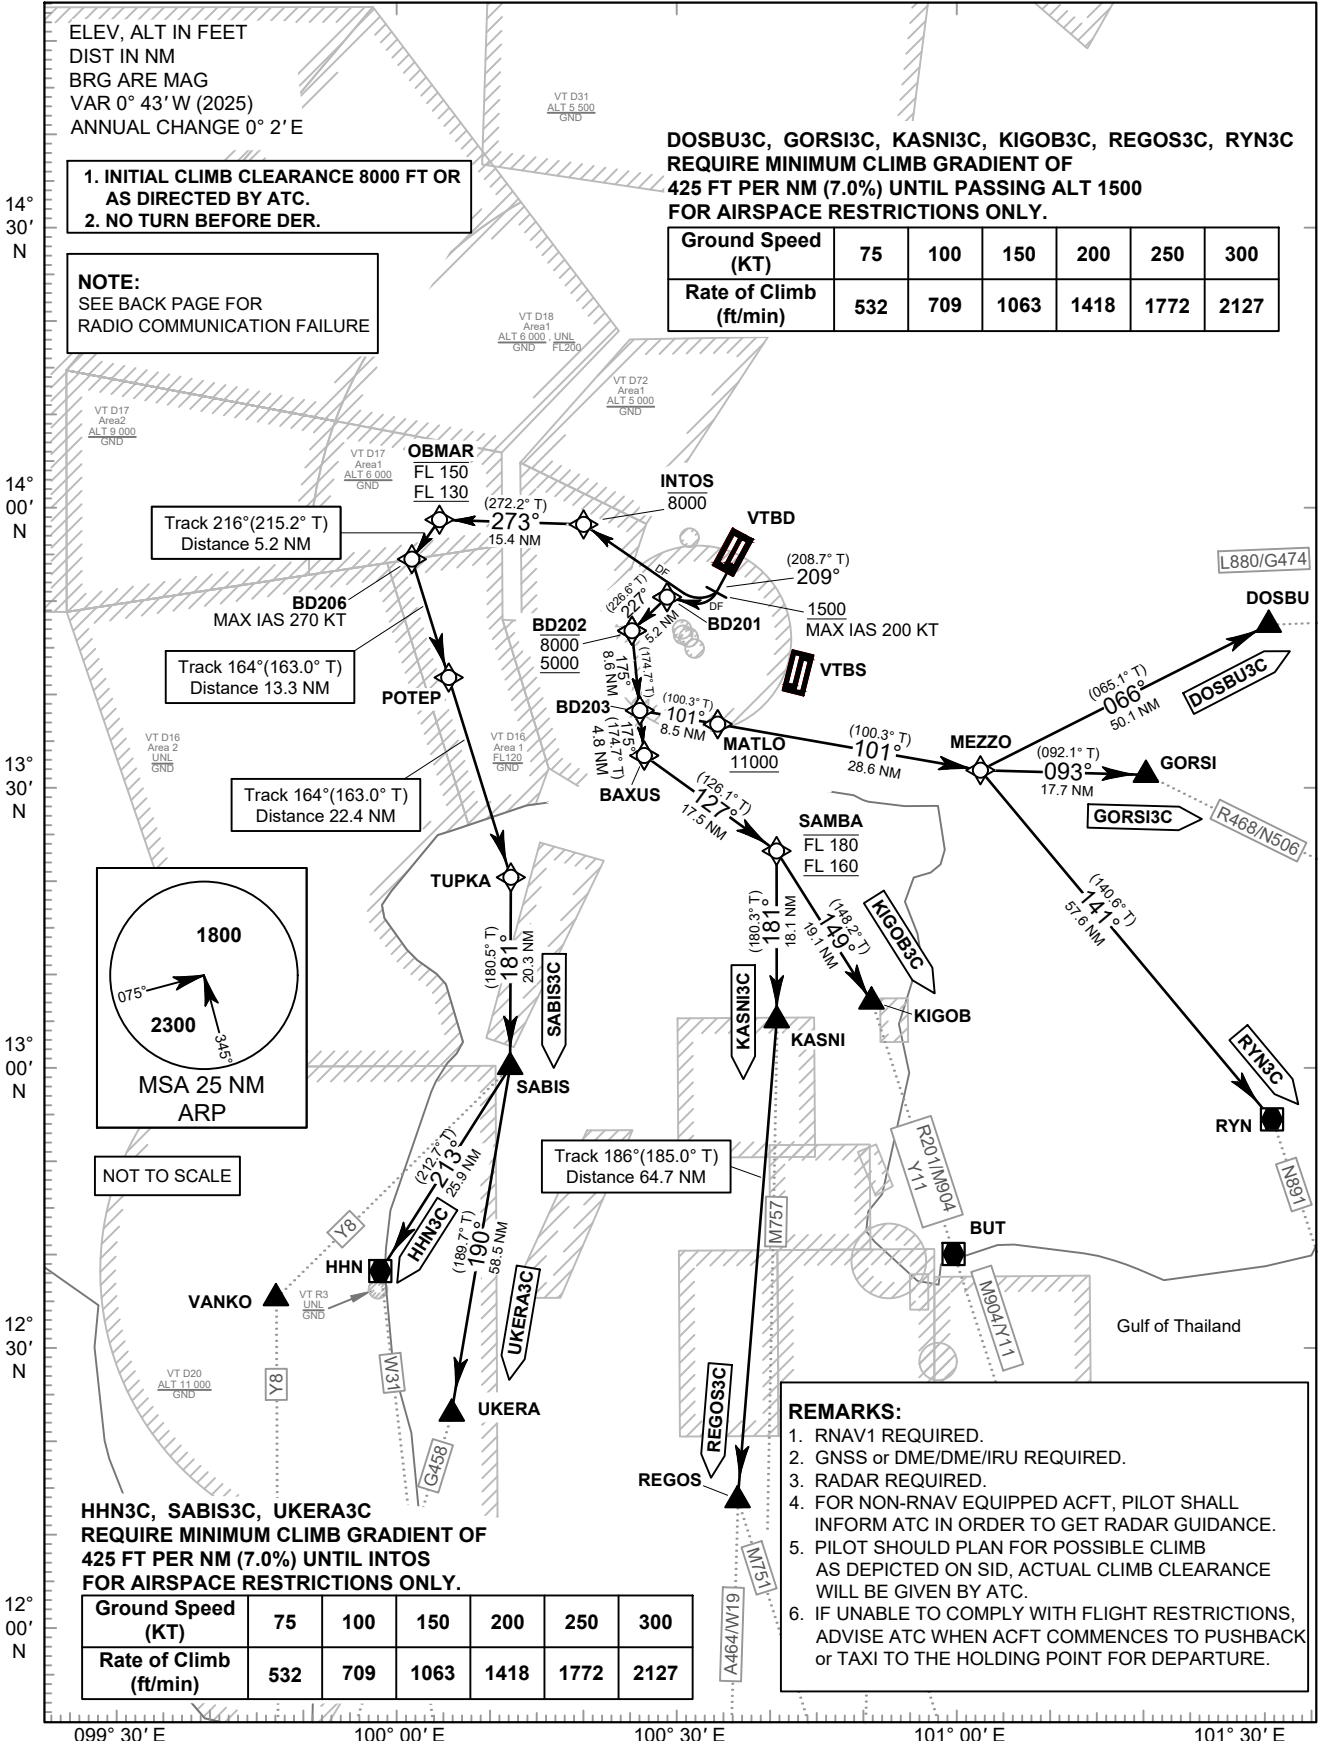 ELEV, ALT IN FEET
DIST IN NM
BRG ARE MAG
VAR 0° 43′ W (2025)
ANNUAL CHANGE 0° 2′ E
1. INITIAL CLIMB CLEARANCE 8000 FT OR
AS DIRECTED BY ATC.
2. NO TURN BEFORE DER.
NOTE:
SEE BACK PAGE FOR
RADIO COMMUNICATION FAILURE
VT D31
ALT 5 500
GND
DOSBU3C, GORSI3C, KASNI3C, KIGOB3C, REGOS3C, RYN3C
REQUIRE MINIMUM CLIMB GRADIENT OF
425 FT PER NM (7.0%) UNTIL PASSING ALT 1500
FOR AIRSPACE RESTRICTIONS ONLY.
Ground Speed (KT) 75 100 150 200 250 300
Rate of Climb (ft/min) 532 709 1063 1418 1772 2127
14° 30′ N
VT D18
Area1
ALT 6 000 , UNL
GND FL200
VT D72
Area1
ALT 5 000
GND
VT D17
Area2
ALT 9 000
GND
VT D17
Area1
ALT 6 000
GND
OBMAR
FL 150
FL 130
INTOS
8000
14° 00′ N
(272.2° T)
273°
15.4 NM
VTBD
Track 216°(215.2° T)
Distance 5.2 NM
(208.7° T)
209°
DF
DF
1500
MAX IAS 200 KT
BD206
MAX IAS 270 KT
(226.6° T)
227°
5.2 NM
BD201
BD202
8000
5000
VTBS
L880/G474
DOSBU
Track 164°(163.0° T)
Distance 13.3 NM
POTEP
(174.7° T)
175°
8.6 NM
BD203
(100.3° T)
101°
8.5 NM
MATLO
11000
175°
(174.7° T)
4.8 NM
BAXUS
(100.3° T)
101°
28.6 NM
MEZZO
(065.1° T)
066°
50.1 NM
DOSBU3C
(092.1° T)
093°
17.7 NM
GORSI
GORSI3C
R468/N506
VT D16
Area 2
UNL
GND
VT D16
Area 1
FL120
GND
13° 30′ N
Track 164°(163.0° T)
Distance 22.4 NM
(126.1° T)
127°
17.5 NM
SAMBA
FL 180
FL 160
TUPKA
1800
075°
2300
345°
MSA 25 NM
ARP
(180.5° T)
181°
20.3 NM
SABIS3C
(180.3° T)
181°
18.1 NM
KASNI3C
(148.2° T)
149°
19.1 NM
KIGOB3C
KIGOB
KASNI
(140.6° T)
141°
57.6 NM
RYN3C
RYN
N891
13° 00′ N
SABIS
NOT TO SCALE
Track 186°(185.0° T)
Distance 64.7 NM
(212.7° T)
213°
25.9 NM
HHN3C
(189.7° T)
190°
58.5 NM
UKERA3C
Y8
HHN
VANKO
VT R3
UNL
GND
M757
R201/M904
Y11
BUT
M904/Y11
Gulf of Thailand
12° 30′ N
VT D20
ALT 11 000
GND
Y8
W31
UKERA
G458
REGOS3C
REGOS
M751
A464/W19
HHN3C, SABIS3C, UKERA3C
REQUIRE MINIMUM CLIMB GRADIENT OF
425 FT PER NM (7.0%) UNTIL INTOS
FOR AIRSPACE RESTRICTIONS ONLY.
Ground Speed (KT) 75 100 150 200 250 300
Rate of Climb (ft/min) 532 709 1063 1418 1772 2127
12° 00′ N
REMARKS:
1. RNAV1 REQUIRED.
2. GNSS or DME/DME/IRU REQUIRED.
3. RADAR REQUIRED.
4. FOR NON-RNAV EQUIPPED ACFT, PILOT SHALL
INFORM ATC IN ORDER TO GET RADAR GUIDANCE.
5. PILOT SHOULD PLAN FOR POSSIBLE CLIMB
AS DEPICTED ON SID, ACTUAL CLIMB CLEARANCE
WILL BE GIVEN BY ATC.
6. IF UNABLE TO COMPLY WITH FLIGHT RESTRICTIONS,
ADVISE ATC WHEN ACFT COMMENCES TO PUSHBACK
or TAXI TO THE HOLDING POINT FOR DEPARTURE.
099° 30′ E 100° 00′ E 100° 30′ E 101° 00′ E 101° 30′ E